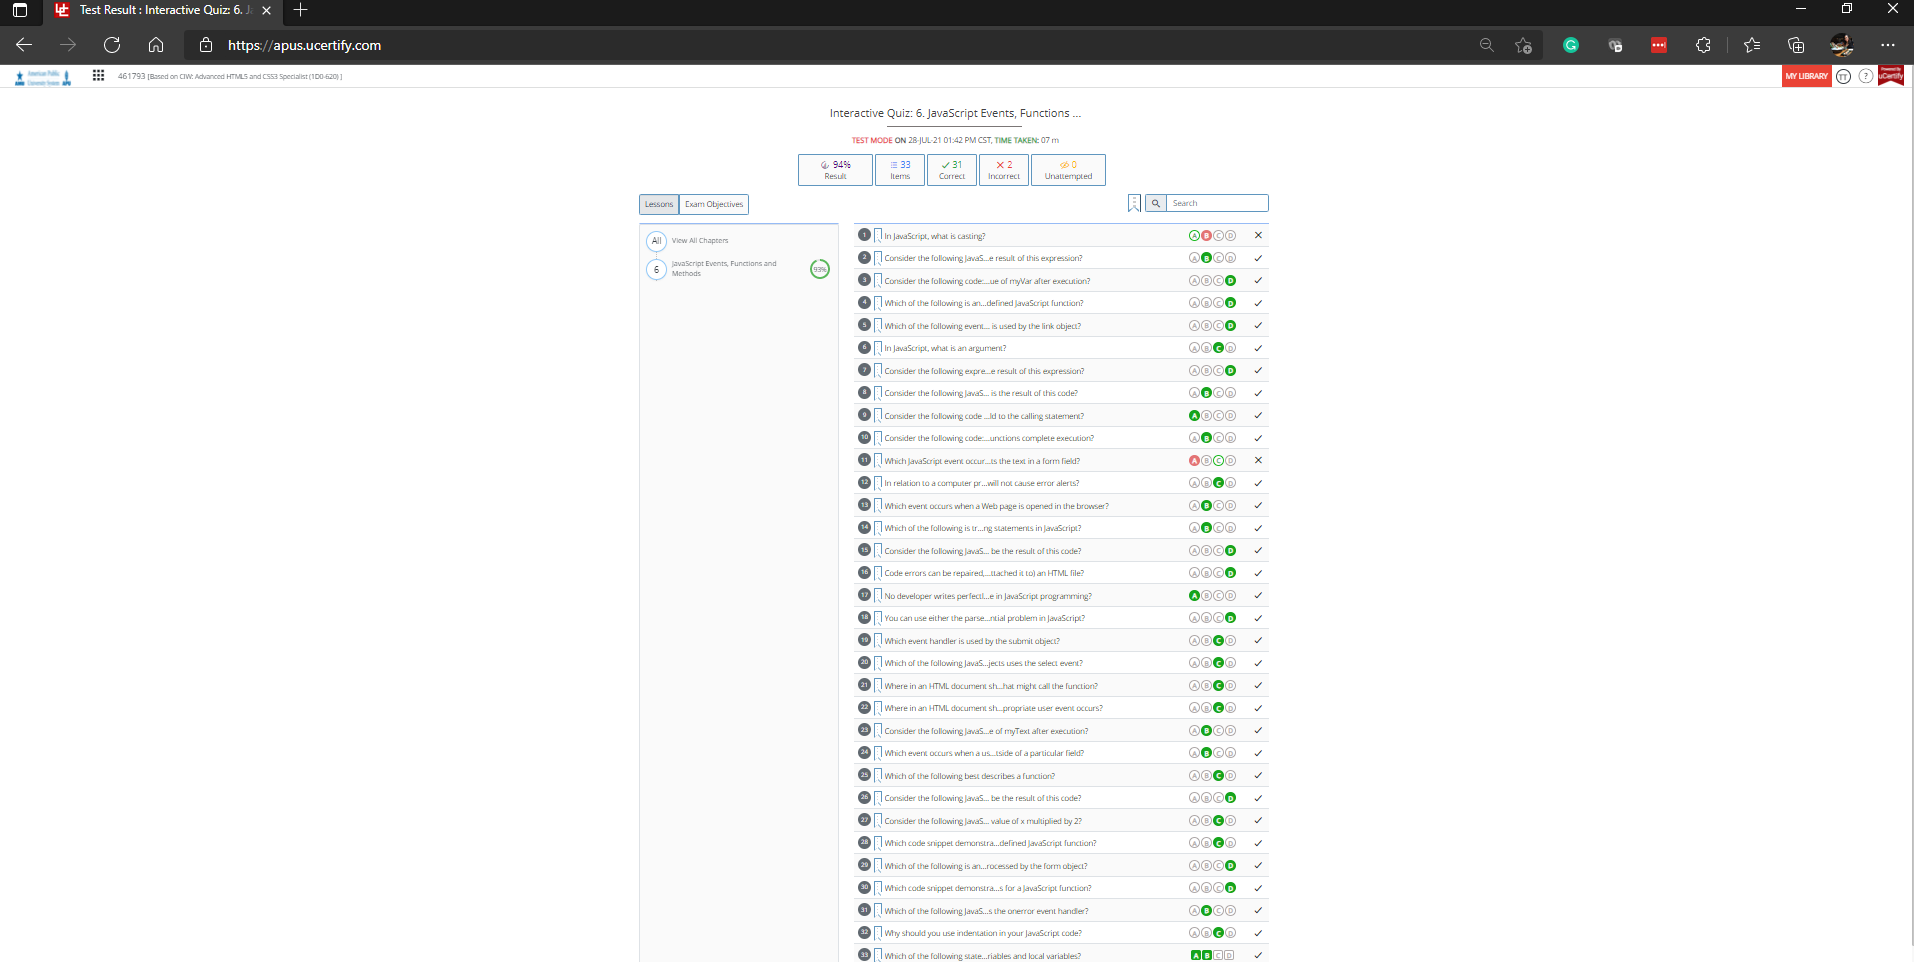 Test Result : Interactive Quiz: 6. J
https://apus.ucertify.com
461793 [Based on CIW: Advanced HTML5 and CSS3 Specialist (1D0-620) ]
MY LIBRARY
TT
?
Powered By
uCertify
Interactive Quiz: 6. JavaScript Events, Functions ...
TEST MODE ON 28-JUL-21 01:42 PM CST, TIME TAKEN: 07 m
94% Result
33 Items
31 Correct
2 Incorrect
0 Unattempted
Lessons
Exam Objectives
Search
All View All Chapters
6 JavaScript Events, Functions and Methods 93%
1 In JavaScript, what is casting? A B C D
2 Consider the following JavaS...e result of this expression? A B C D
3 Consider the following code:...ue of myVar after execution? A B C D
4 Which of the following is an...defined JavaScript function? A B C D
5 Which of the following event... is used by the link object? A B C D
6 In JavaScript, what is an argument? A B C D
7 Consider the following expre...e result of this expression? A B C D
8 Consider the following JavaS... is the result of this code? A B C D
9 Consider the following code ...ld to the calling statement? A B C D
10 Consider the following code:...unctions complete execution? A B C D
11 Which JavaScript event occur...ts the text in a form field? A B C D
12 In relation to a computer pr...will not cause error alerts? A B C D
13 Which event occurs when a Web page is opened in the browser? A B C D
14 Which of the following is tr...ng statements in JavaScript? A B C D
15 Consider the following JavaS... be the result of this code? A B C D
16 Code errors can be repaired,...ttached it to) an HTML file? A B C D
17 No developer writes perfectl...e in JavaScript programming? A B C D
18 You can use either the parse...ntial problem in JavaScript? A B C D
19 Which event handler is used by the submit object? A B C D
20 Which of the following JavaS...jects uses the select event? A B C D
21 Where in an HTML document sh...hat might call the function? A B C D
22 Where in an HTML document sh...propriate user event occurs? A B C D
23 Consider the following JavaS...e of myText after execution? A B C D
24 Which event occurs when a us...tside of a particular field? A B C D
25 Which of the following best describes a function? A B C D
26 Consider the following JavaS... be the result of this code? A B C D
27 Consider the following JavaS... value of x multiplied by 2? A B C D
28 Which code snippet demonstra...defined JavaScript function? A B C D
29 Which of the following is an...rocessed by the form object? A B C D
30 Which code snippet demonstra...s for a JavaScript function? A B C D
31 Which of the following JavaS...s the onerror event handler? A B C D
32 Why should you use indentation in your JavaScript code? A B C D
33 Which of the following state...riables and local variables? A B C D